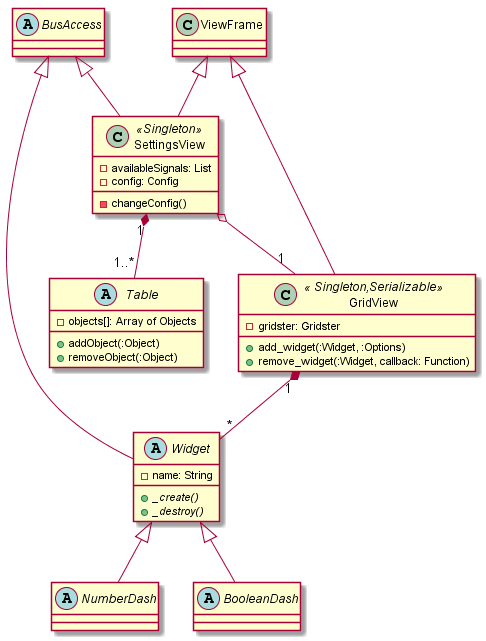 A BusAccess
C ViewFrame
C «Singleton»
SettingsView
availableSignals: List
config: Config
changeConfig()
1
1..*
1
A Table
objects[]: Array of Objects
addObject(:Object)
removeObject(:Object)
C « Singleton,Serializable»
GridView
gridster: Gridster
add_widget(:Widget, :Options)
remove_widget(:Widget, callback: Function)
1
*
A Widget
name: String
_create()
_destroy()
A NumberDash
A BooleanDash